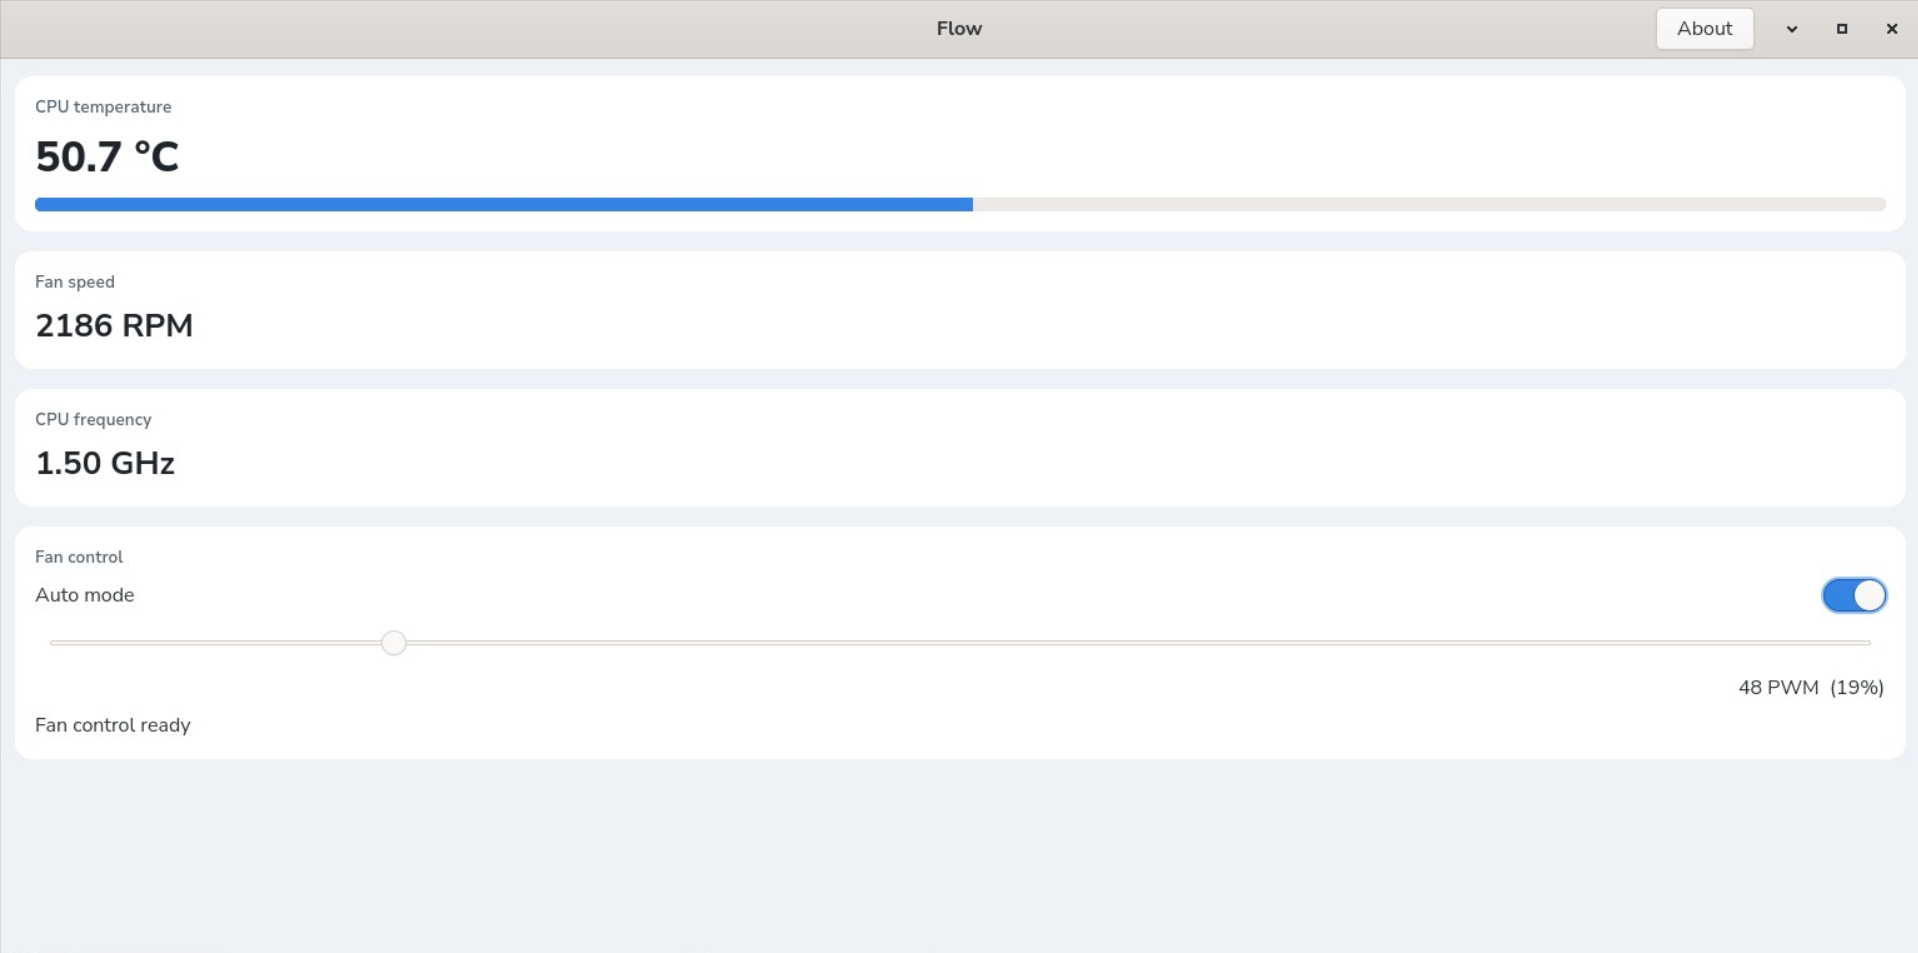 Flow
About
CPU temperature
50.7 °C
Fan speed
2186 RPM
CPU frequency
1.50 GHz
Fan control
Auto mode
48 PWM (19%)
Fan control ready